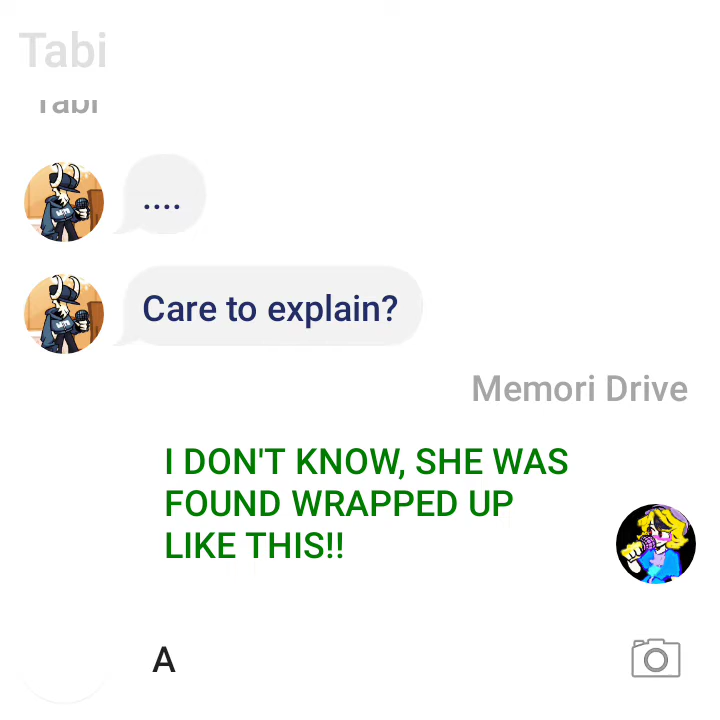 Tabi
Tabi
....
Care to explain?
Memori Drive
I DON'T KNOW, SHE WAS
FOUND WRAPPED UP
LIKE THIS!!
A